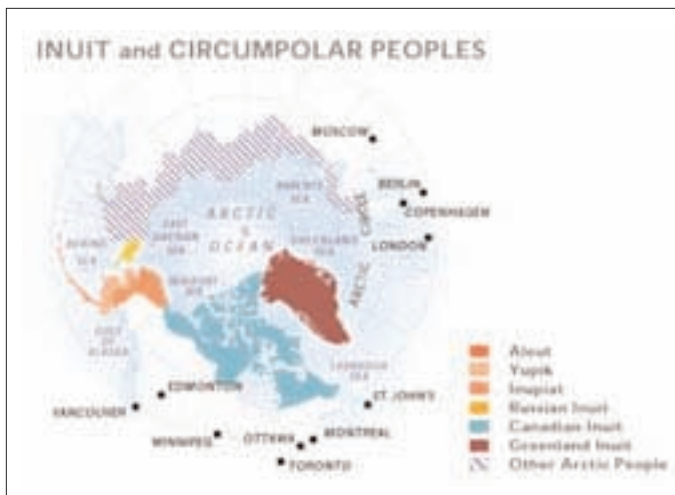 INUIT and CIRCUMPOLAR PEOPLES
MOSCOW
BERLIN
COPENHAGEN
LONDON
BARENTS
SEA
ARCTIC
OCEAN
EAST
SIBERIAN
SEA
GREENLAND
SEA
ARCTIC CIRCLE
BERING
SEA
BEAUFORT
SEA
GULF
OF
ALASKA
LABRADOR
SEA
EDMONTON
VANCOUVER
WINNIPEG
OTTAWA
MONTREAL
TORONTO
ST. JOHN'S
Aleut
Yupik
Inupiat
Russian Inuit
Canadian Inuit
Greenland Inuit
Other Arctic People